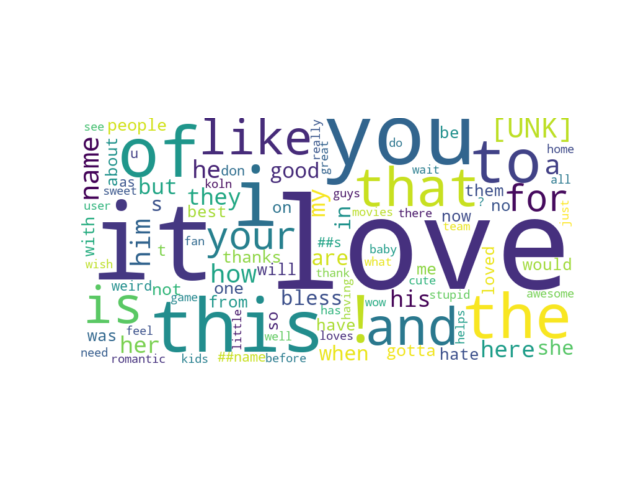 see people of like you do be [UNK] home
name about u he don good really great wait to a all
as sweet koln that them no for
user but they i my guys movies there now ? just
with s him best your on in team
it love
wish t fan thanks ##s are baby what me loved would
weird not how will thank cute stupid awesome
is one from bless having his
this game little so has have wow ! and helps the
was feel her well loves when gotta hate here she
need romantic kids ##name before